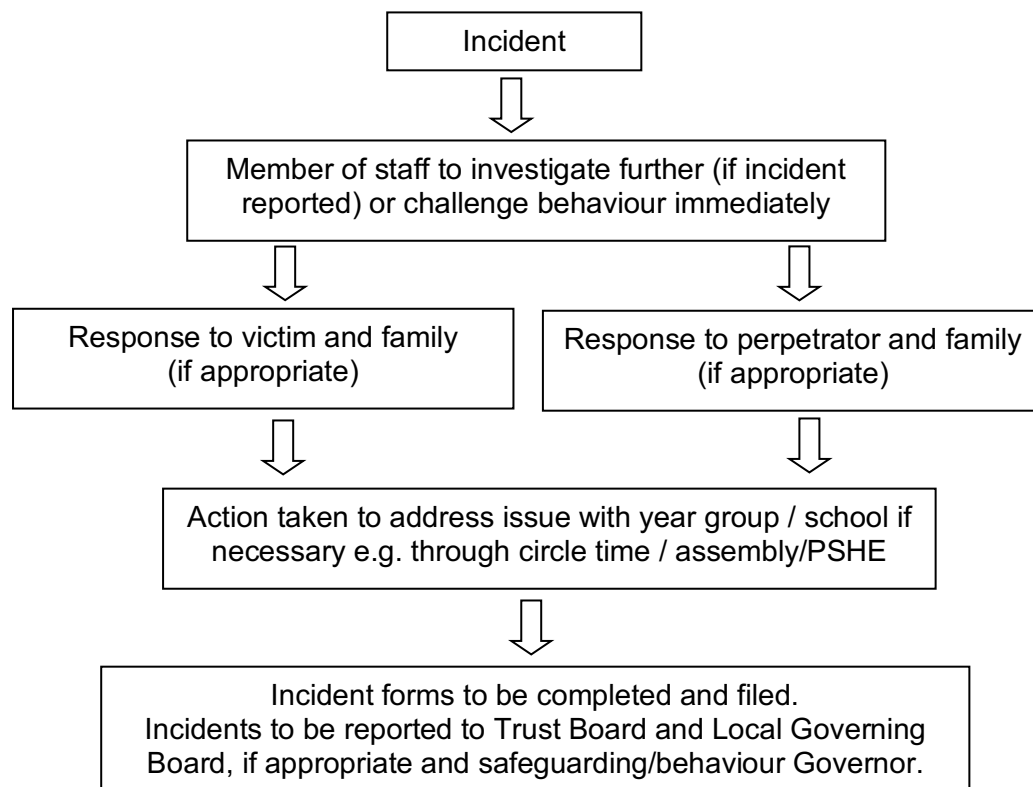 Incident
Member of staff to investigate further (if incident
reported) or challenge behaviour immediately
Response to victim and family
(if appropriate)
Response to perpetrator and family
(if appropriate)
Action taken to address issue with year group / school if
necessary e.g. through circle time / assembly/PSHE
Incident forms to be completed and filed.
Incidents to be reported to Trust Board and Local Governing
Board, if appropriate and safeguarding/behaviour Governor.